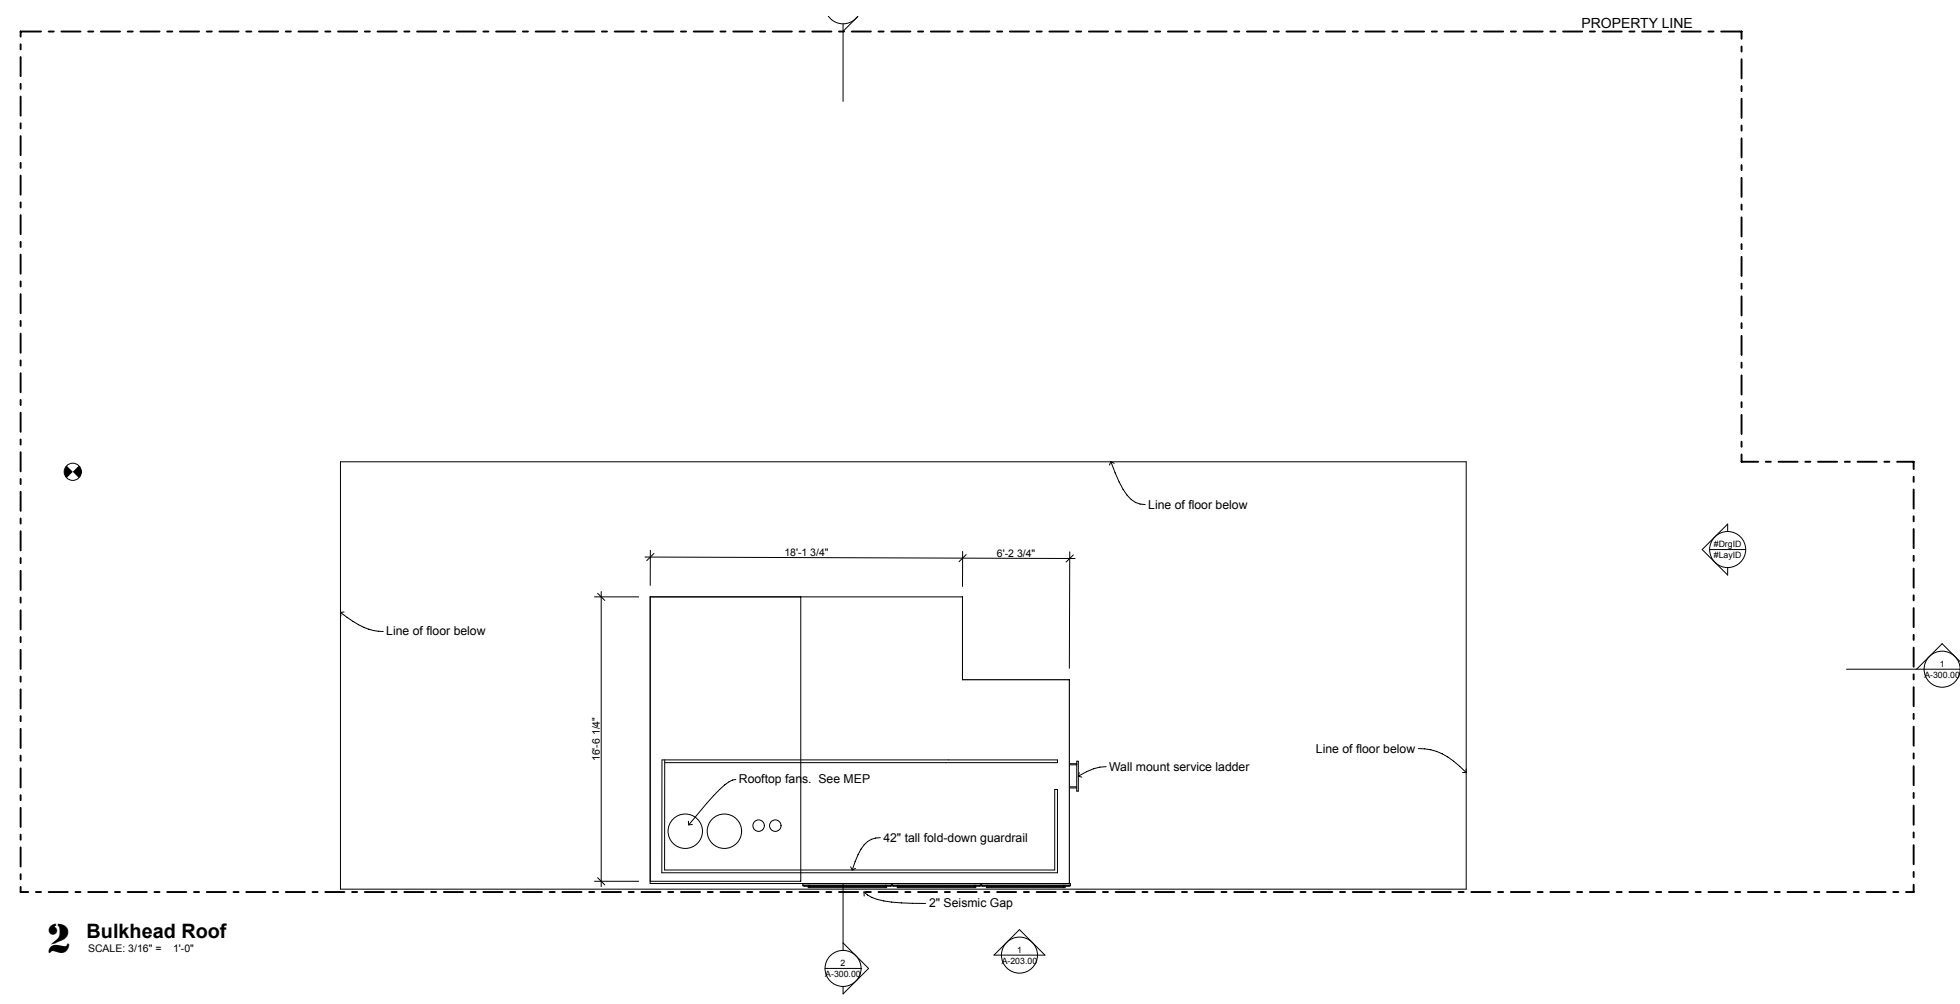 PROPERTY LINE
Line of floor below
#DrgID
#LayID
18'-1 3/4"
6'-2 3/4"
Line of floor below
1
A-300.00
16'-6 1/4"
Line of floor below
Wall mount service ladder
Rooftop fans.  See MEP
42" tall fold-down guardrail
2" Seismic Gap
2
Bulkhead Roof
SCALE: 3/16" =    1'-0"
1
A-203.00
2
A-300.00